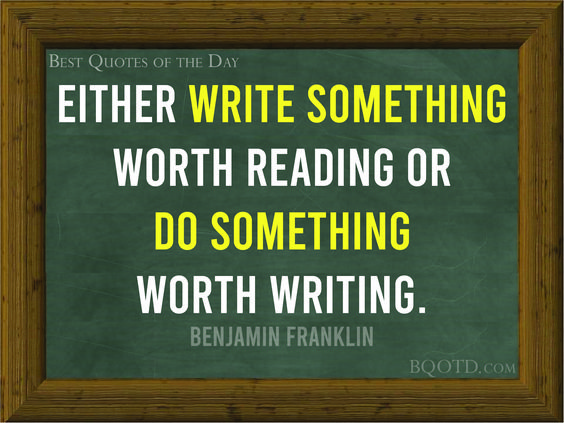 Best Quotes of the Day
EITHER WRITE SOMETHING
WORTH READING OR
DO SOMETHING
WORTH WRITING.
BENJAMIN FRANKLIN
BQOTD.COM